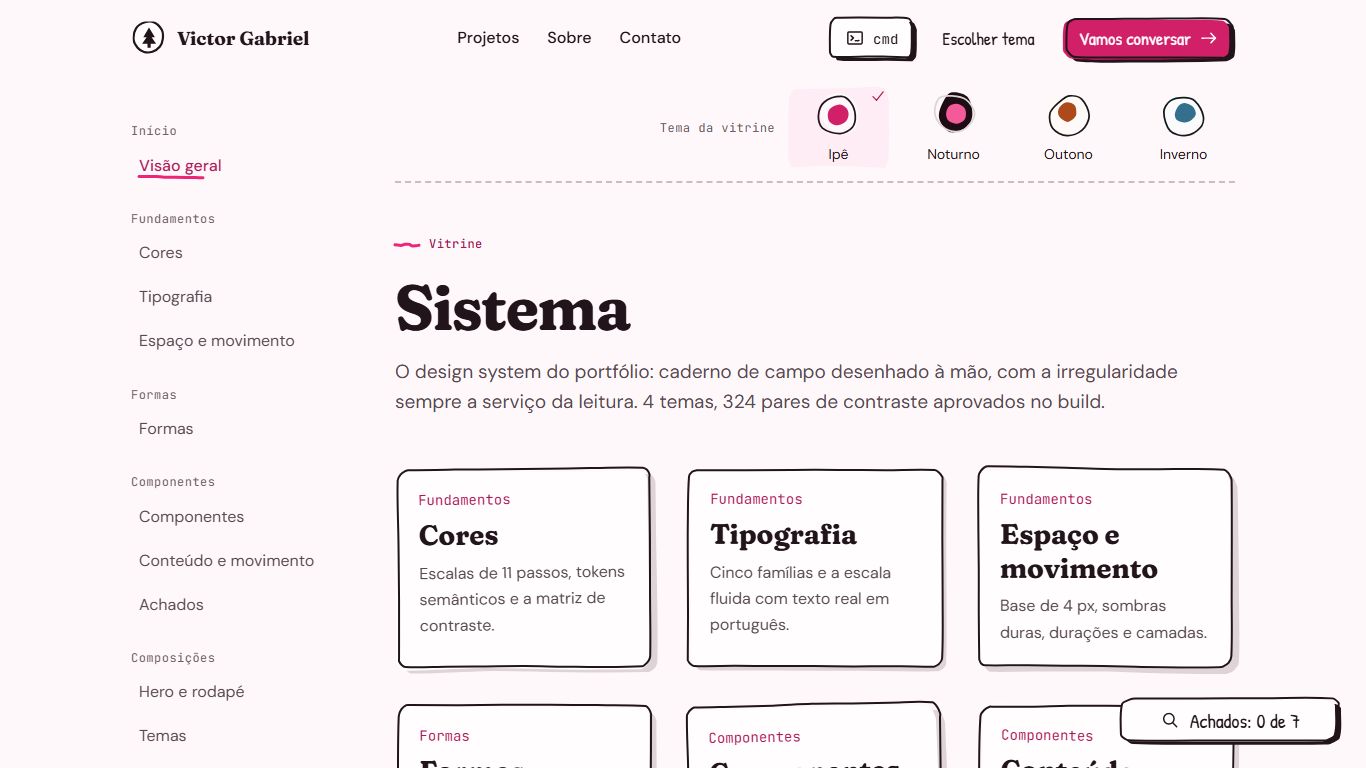 Victor Gabriel
Projetos
Sobre
Contato
cmd
Escolher tema
Vamos conversar
Tema da vitrine
Ipê
Noturno
Outono
Inverno
Início
Visão geral
Fundamentos
Cores
Tipografia
Espaço e movimento
Formas
Formas
Componentes
Componentes
Conteúdo e movimento
Achados
Composições
Hero e rodapé
Temas
Vitrine
Sistema
O design system do portfólio: caderno de campo desenhado à mão, com a irregularidade
sempre a serviço da leitura. 4 temas, 324 pares de contraste aprovados no build.
Fundamentos
Cores
Escalas de 11 passos, tokens
semânticos e a matriz de
contraste.
Fundamentos
Tipografia
Cinco famílias e a escala
fluida com texto real em
português.
Fundamentos
Espaço e
movimento
Base de 4 px, sombras
duras, durações e camadas.
Formas
Componentes
Componentes
Achados: 0 de 7